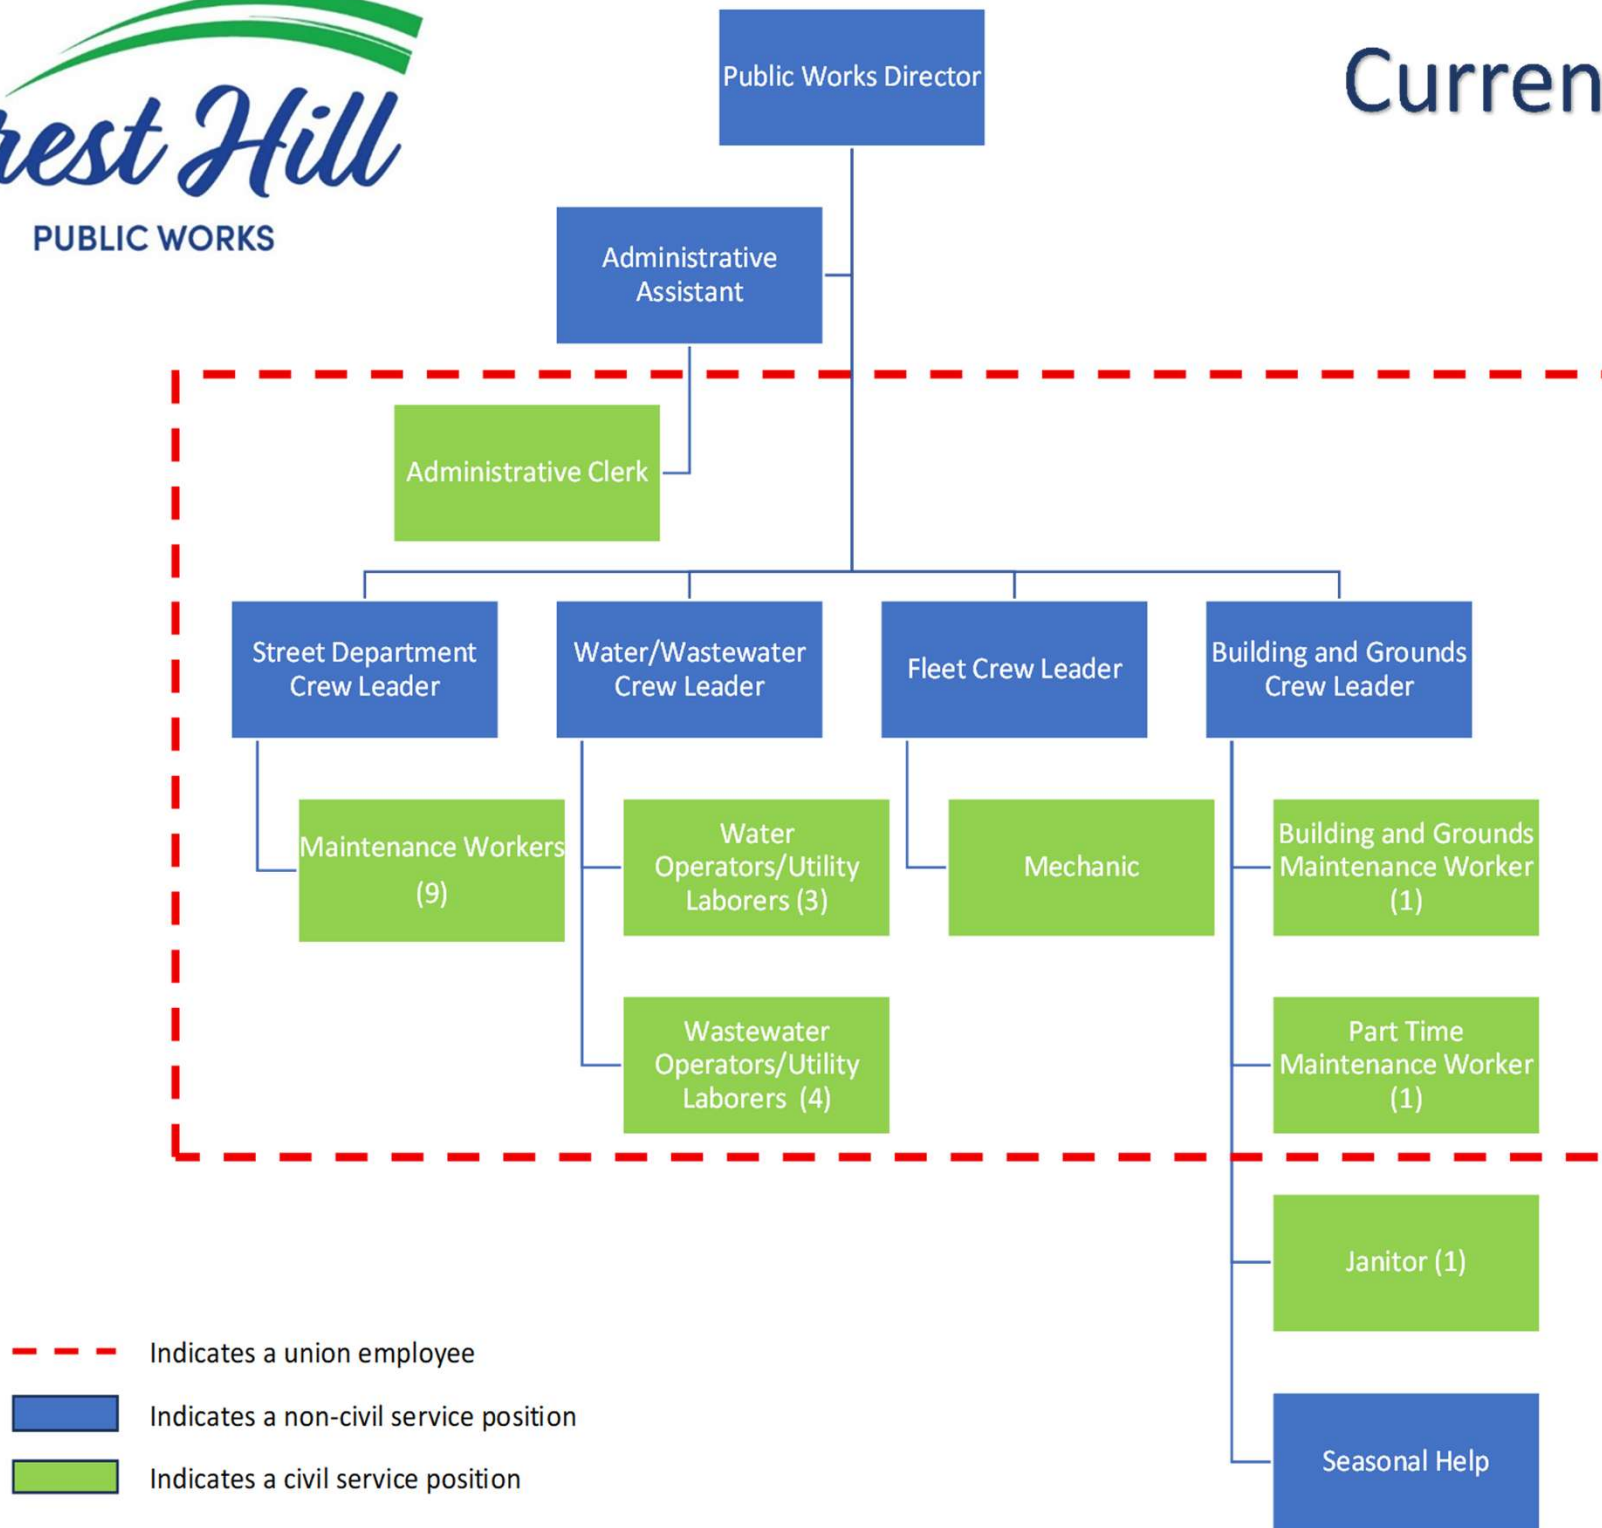 Public Works Director
Curren
rest Hill
PUBLIC WORKS
Administrative
Assistant
Administrative Clerk
Street Department
Crew Leader
Water/Wastewater
Crew Leader
Fleet Crew Leader
Building and Grounds
Crew Leader
Maintenance Workers
(9)
Water
Operators/Utility
Laborers (3)
Mechanic
Building and Grounds
Maintenance Worker
(1)
Wastewater
Operators/Utility
Laborers (4)
Part Time
Maintenance Worker
(1)
Janitor (1)
Seasonal Help
Indicates a union employee
Indicates a non-civil service position
Indicates a civil service position